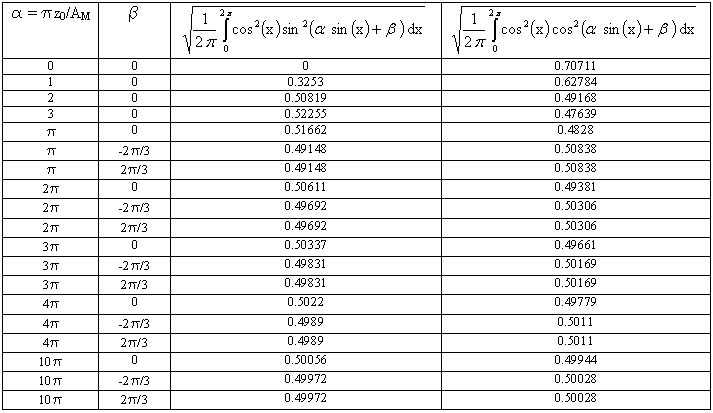 α = πz₀/A_M β √(1/(2π) ∫₀^(2π) cos²(x) sin²(α sin(x) + β) dx) √(1/(2π) ∫₀^(2π) cos²(x) cos²(α sin(x) + β) dx)
0 0 0 0.70711
1 0 0.3253 0.62784
2 0 0.50819 0.49168
3 0 0.52255 0.47639
π 0 0.51662 0.4828
π -2π/3 0.49148 0.50838
π 2π/3 0.49148 0.50838
2π 0 0.50611 0.49381
2π -2π/3 0.49692 0.50306
2π 2π/3 0.49692 0.50306
3π 0 0.50337 0.49661
3π -2π/3 0.49831 0.50169
3π 2π/3 0.49831 0.50169
4π 0 0.5022 0.49779
4π -2π/3 0.4989 0.5011
4π 2π/3 0.4989 0.5011
10π 0 0.50056 0.49944
10π -2π/3 0.49972 0.50028
10π 2π/3 0.49972 0.50028